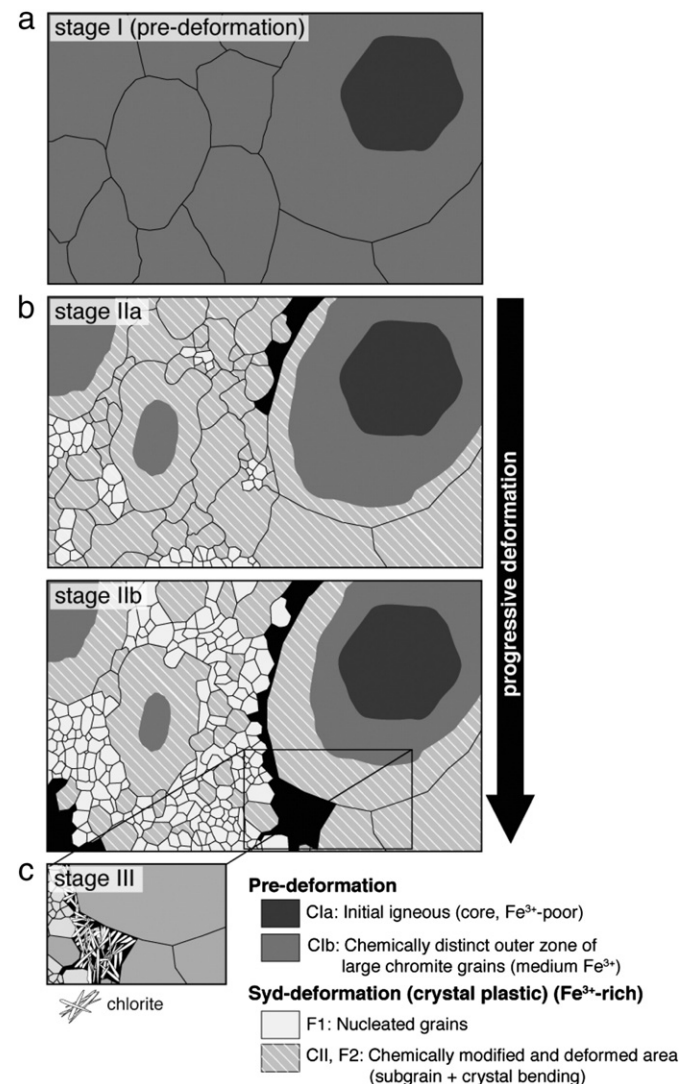 a
stage I (pre-deformation)
b
stage IIa
progressive deformation
stage IIb
c
stage III
chlorite
Pre-deformation
CIa: Initial igneous (core, Fe³⁺-poor)
CIb: Chemically distinct outer zone of
large chromite grains (medium Fe³⁺)
Syd-deformation (crystal plastic) (Fe³⁺-rich)
F1: Nucleated grains
CII, F2: Chemically modified and deformed area
(subgrain + crystal bending)